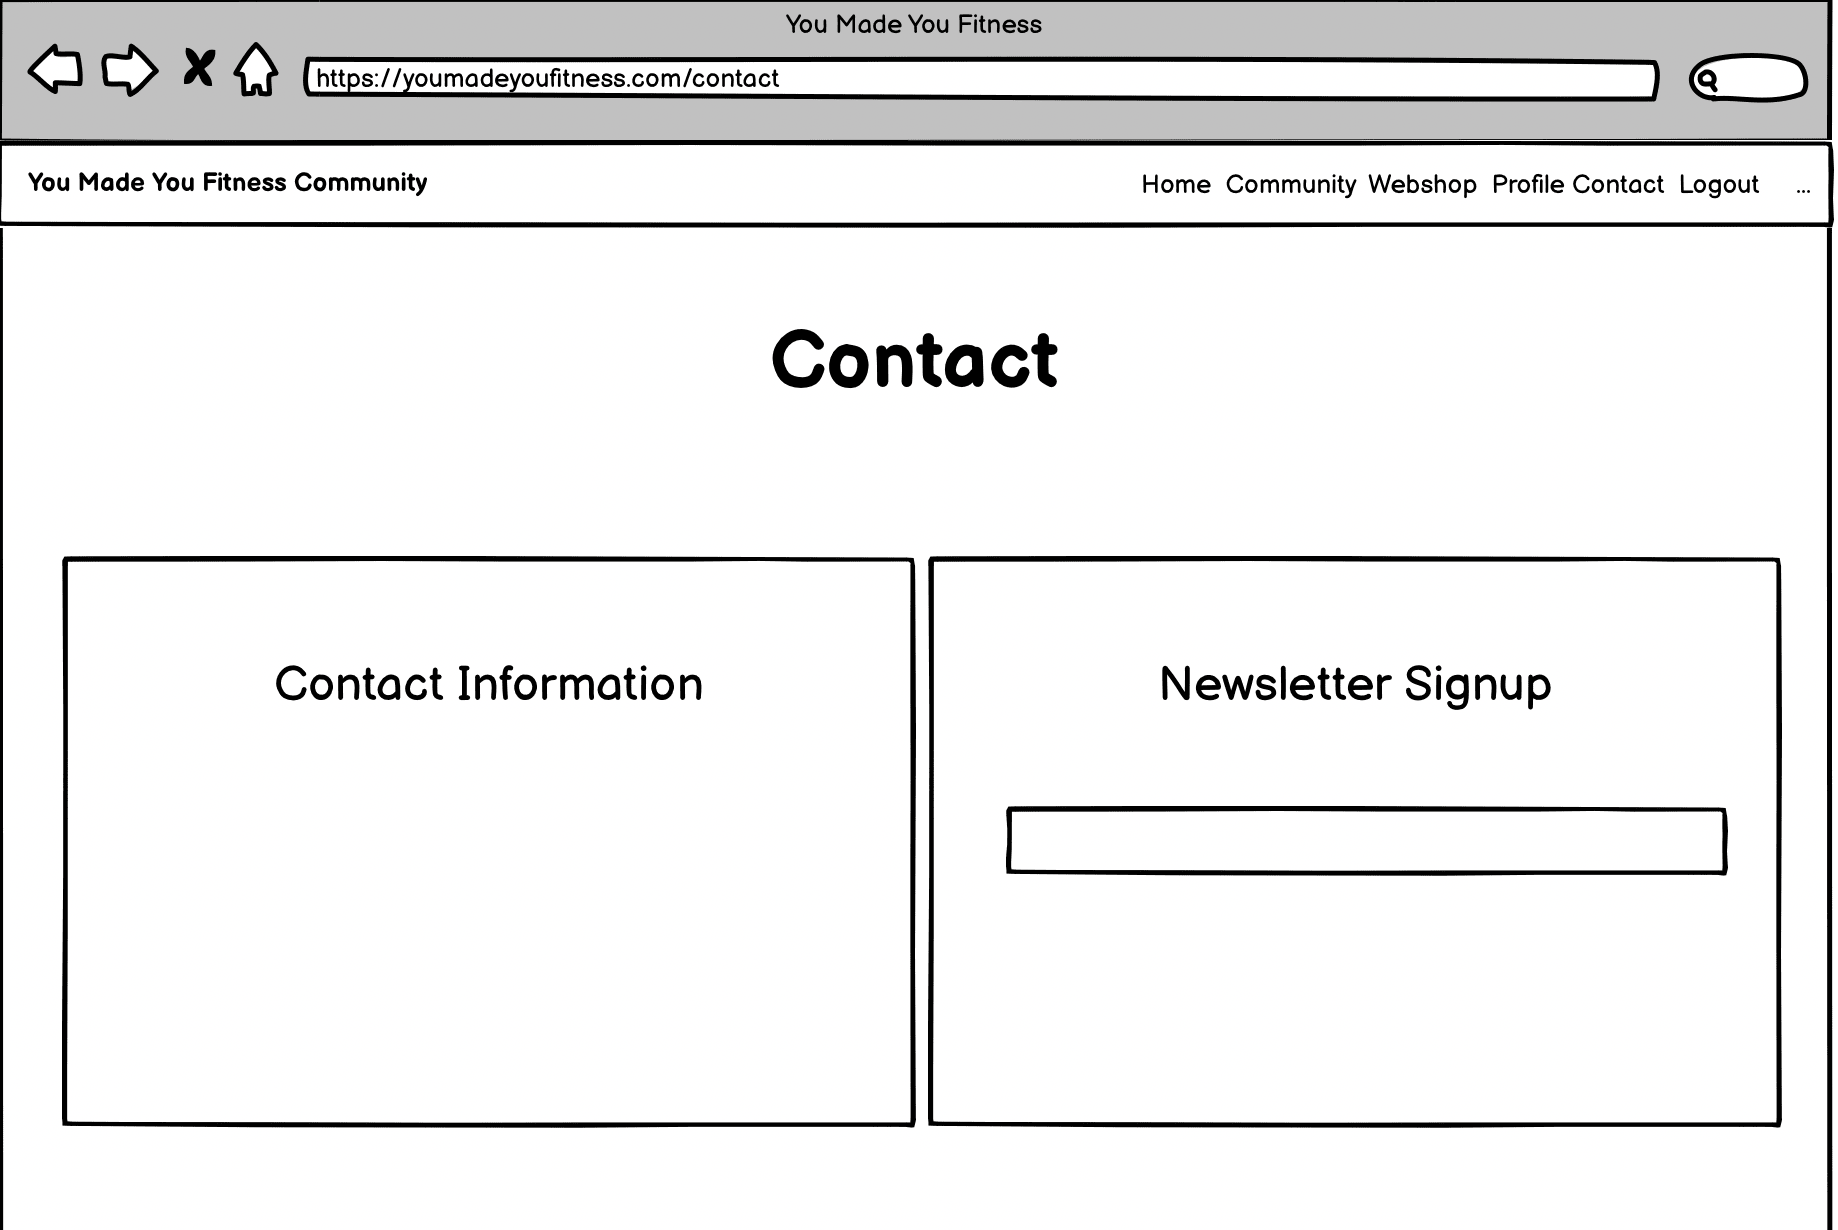 You Made You Fitness
https://youmadeyoufitness.com/contact
You Made You Fitness Community
Home Community Webshop Profile Contact Logout ...
Contact
Contact Information
Newsletter Signup